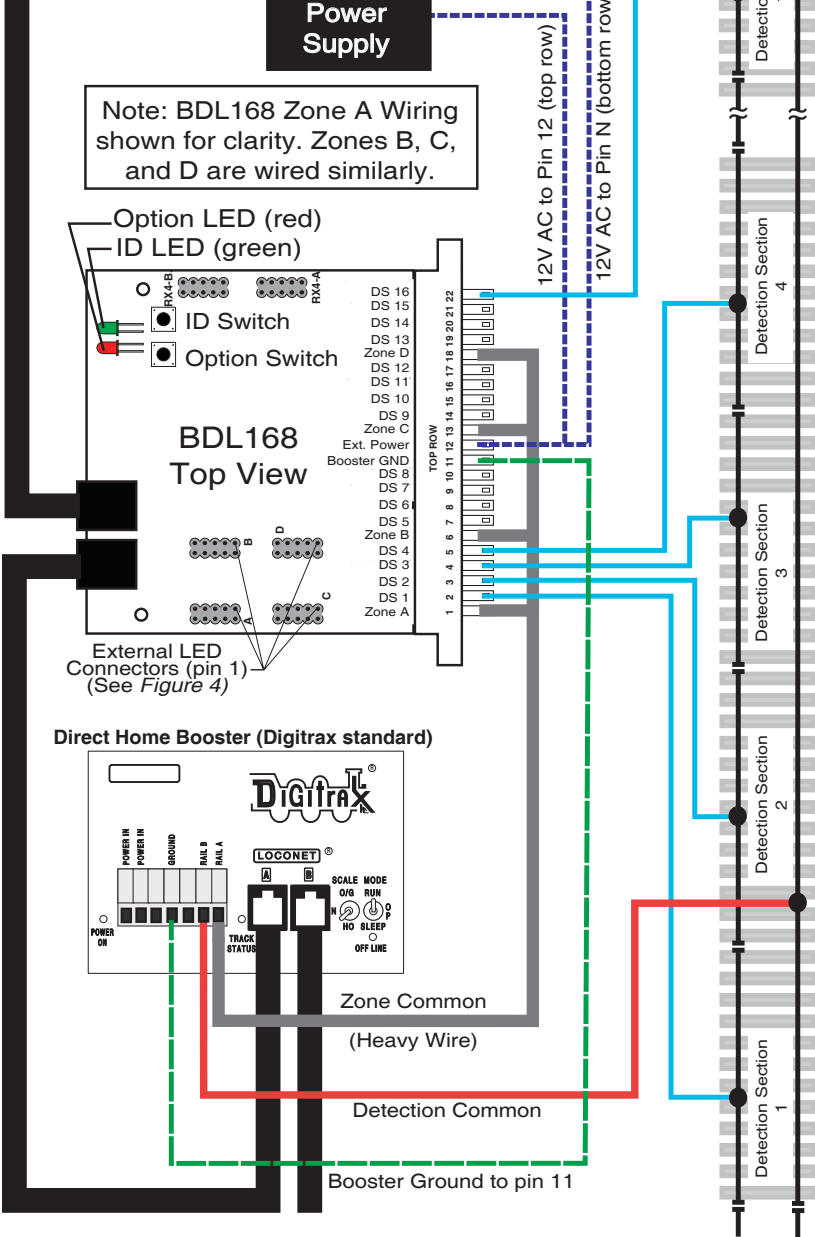 Power
Supply
12V AC to Pin 12 (top row)
12V AC to Pin N (bottom row
Note: BDL168 Zone A Wiring
shown for clarity. Zones B, C,
and D are wired similarly.
Option LED (red)
ID LED (green)
RX4-B
RX4-A
ID Switch
Option Switch
BDL168
Top View
DS 16
DS 15
DS 14
DS 13
Zone D
DS 12
DS 11
DS 10
DS 9
Zone C
Ext. Power
Booster GND
DS 8
DS 7
DS 6
DS 5
Zone B
DS 4
DS 3
DS 2
DS 1
Zone A
TOP ROW
22
21
20
19
18
17
16
15
14
13
12
11
10
9
8
7
6
5
4
3
2
1
B
D
A
C
External LED
Connectors (pin 1)
(See Figure 4)
Detectio
Detection Section
4
Detection Section
3
Detection Section
2
Detection Section
1
Direct Home Booster (Digitrax standard)
DIGITRAX ®
POWER IN
POWER IN
GROUND
RAIL B
RAIL A
LOCONET ®
A
B
SCALE MODE
O/G RUN
N
OP
HO SLEEP
OFF LINE
POWER
ON
TRACK
STATUS
Zone Common
(Heavy Wire)
Detection Common
Booster Ground to pin 11